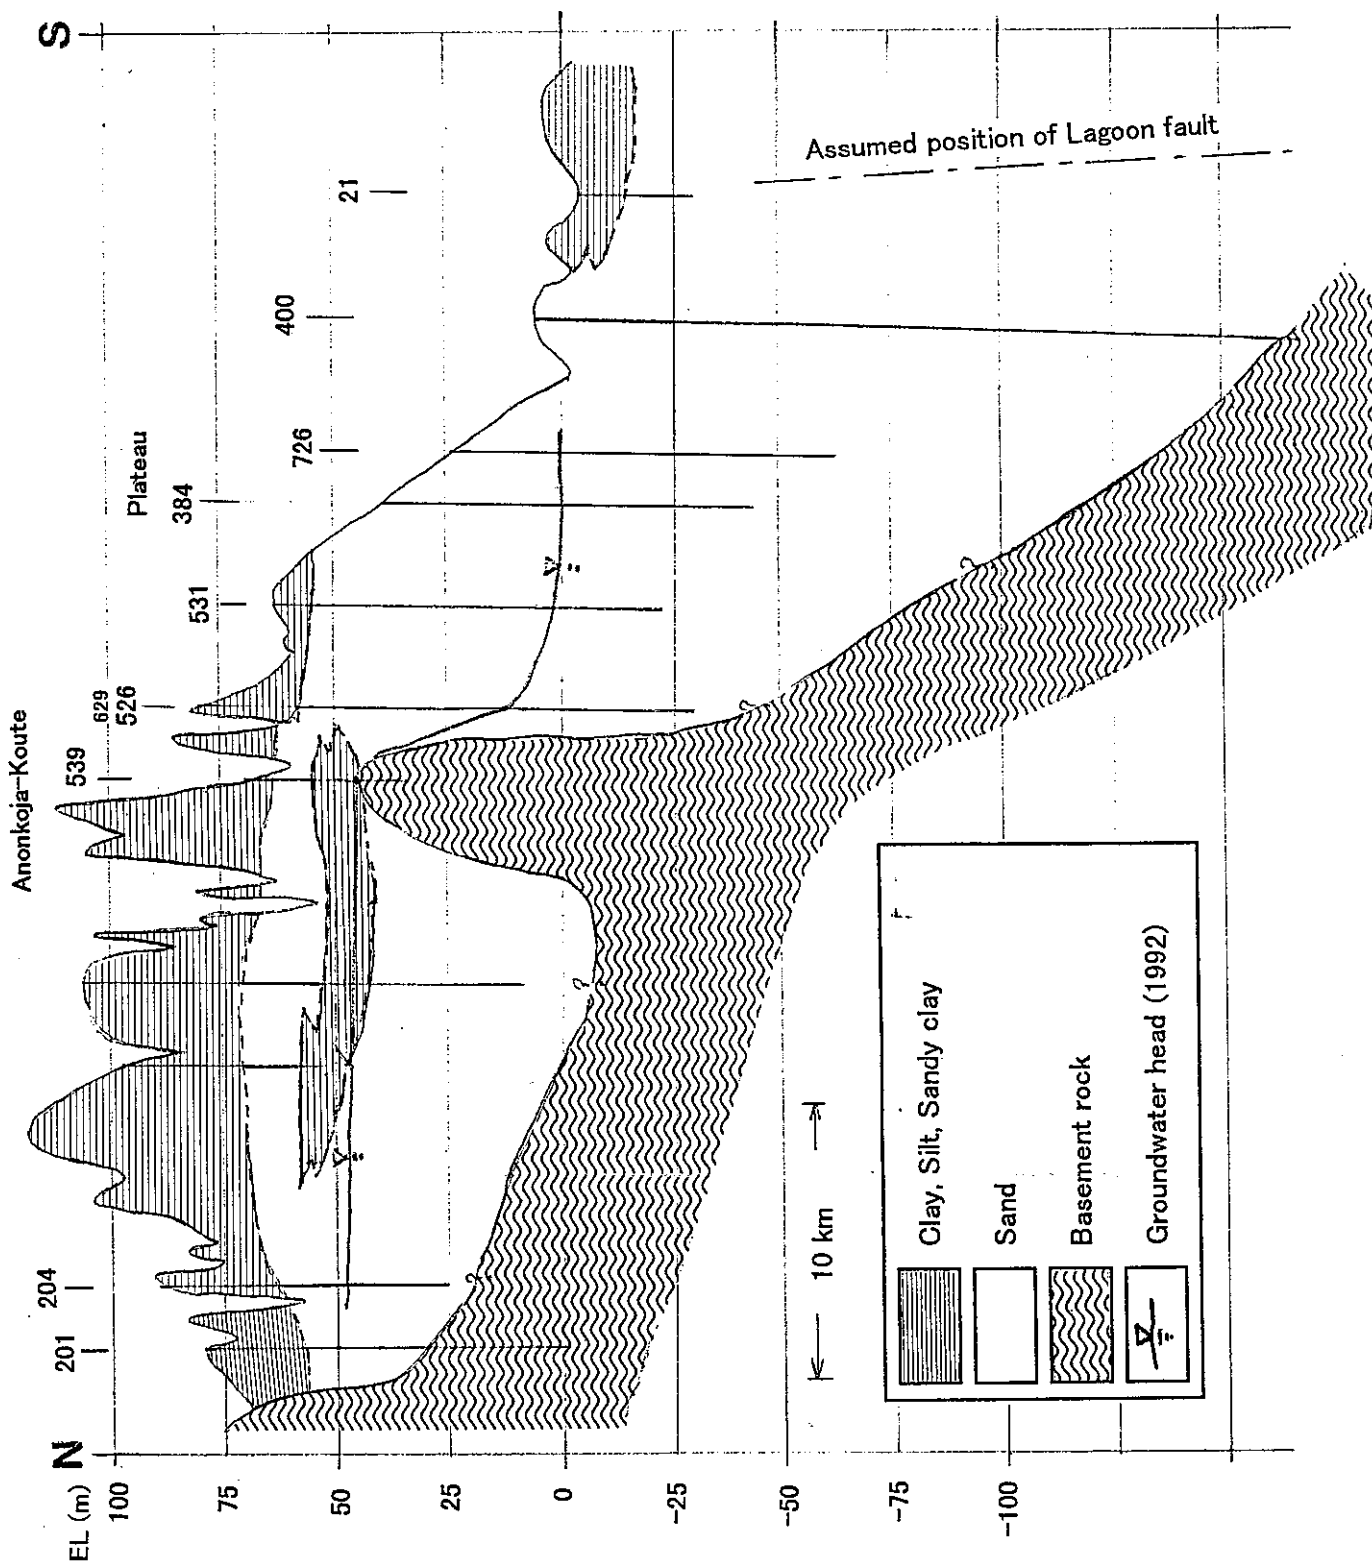 N
S
Anonkoja-Koute
Plateau
201
204
539
629
526
531
384
726
400
21
EL (m)
100
75
50
25
0
-25
-50
-75
-100
?
?
?
?
Assumed position of Lagoon fault
10 km
Clay, Silt, Sandy clay
Sand
Basement rock
Groundwater head (1992)